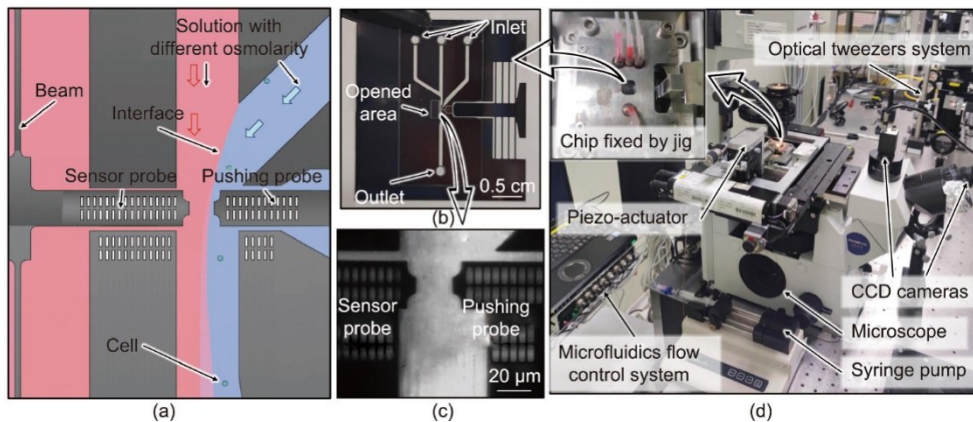 Solution with
different osmolarity
Beam
Interface
Sensor probe
Pushing probe
Cell
(a)
Inlet
Opened
area
Outlet
0.5 cm
(b)
Sensor
probe
Pushing
probe
20 μm
(c)
Optical tweezers system
Chip fixed by jig
Piezo-actuator
CCD cameras
Microscope
Microfluidics flow
control system
Syringe pump
(d)